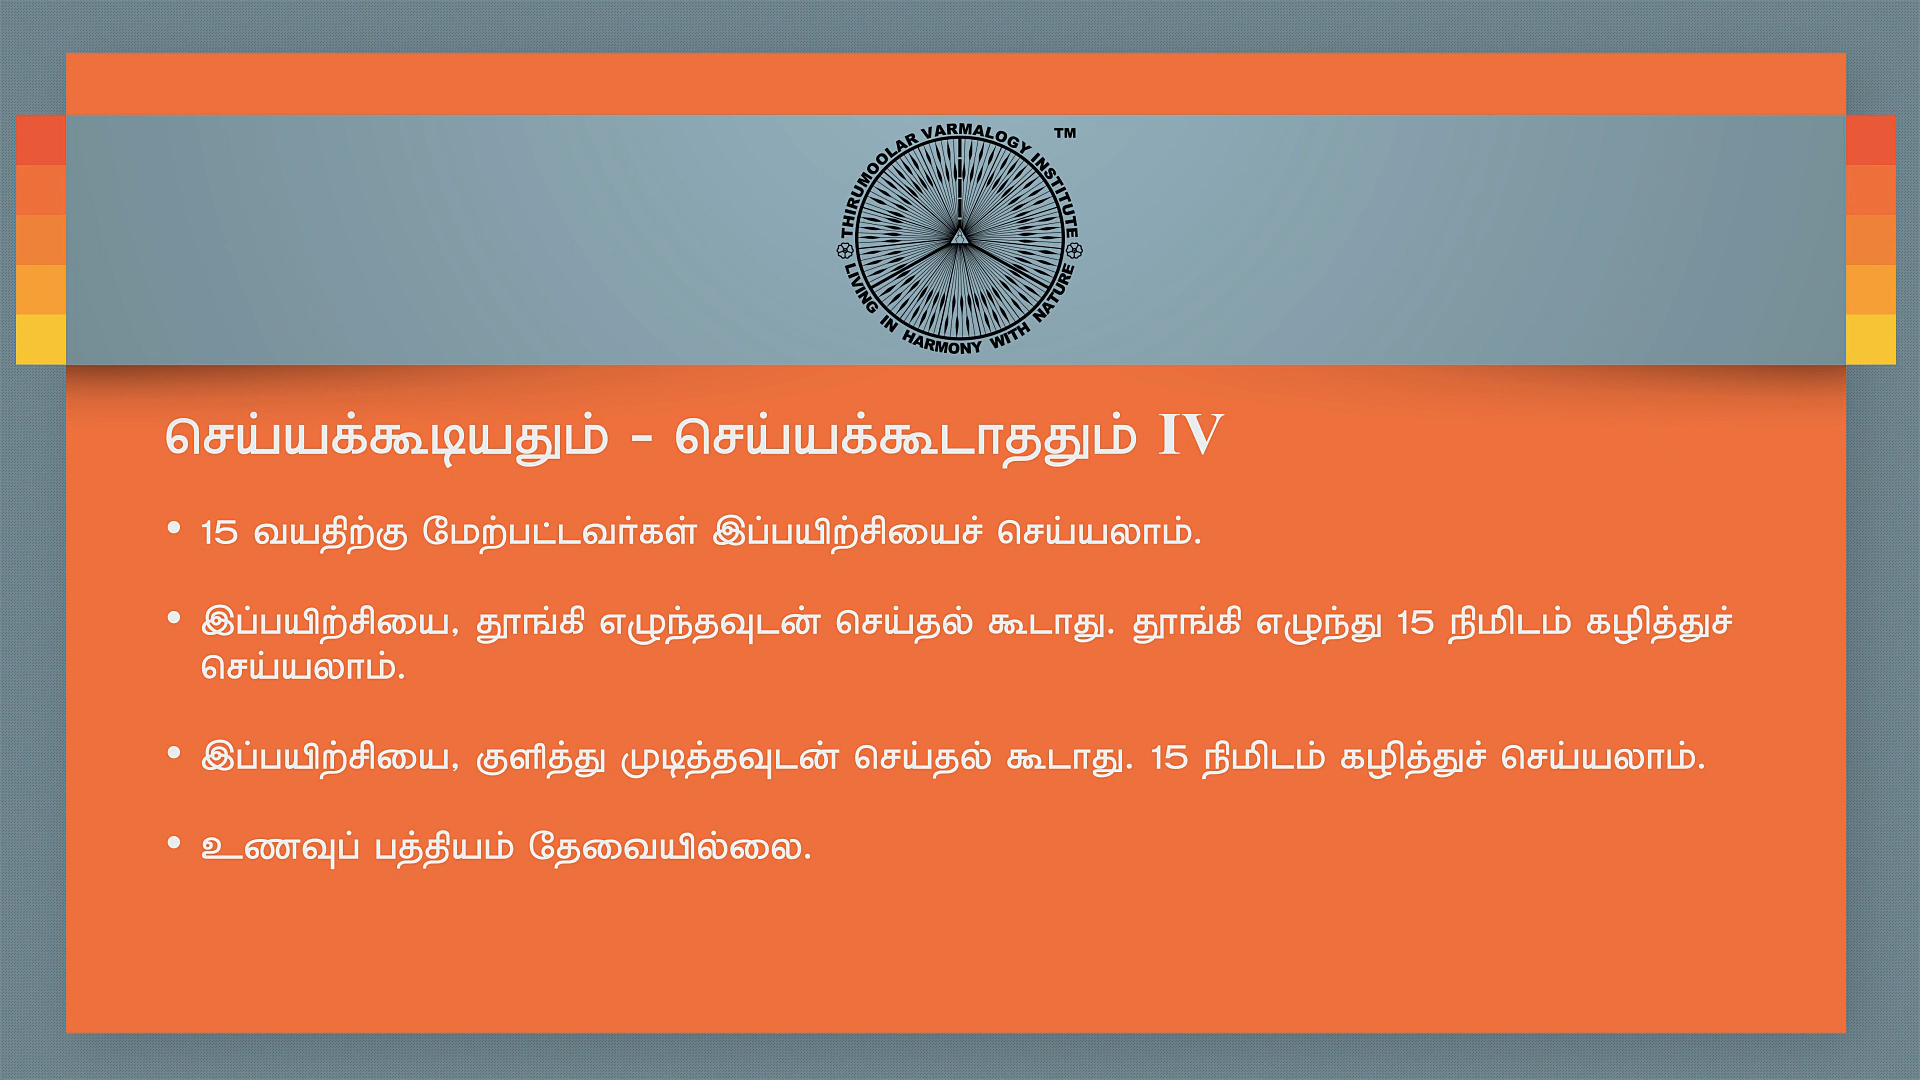 THIRUMOOLAR VARMALOGY INSTITUTE
TM
LIVING IN HARMONY WITH NATURE
செய்யக்கூடியதும் - செய்யக்கூடாததும் IV
• 15 வயதிற்கு மேற்பட்டவர்கள் இப்பயிற்சியைச் செய்யலாம்.
• இப்பயிற்சியை, தூங்கி எழுந்தவுடன் செய்தல் கூடாது. தூங்கி எழுந்து 15 நிமிடம் கழித்துச்
செய்யலாம்.
• இப்பயிற்சியை, குளித்து முடித்தவுடன் செய்தல் கூடாது. 15 நிமிடம் கழித்துச் செய்யலாம்.
• உணவுப் பத்தியம் தேவையில்லை.